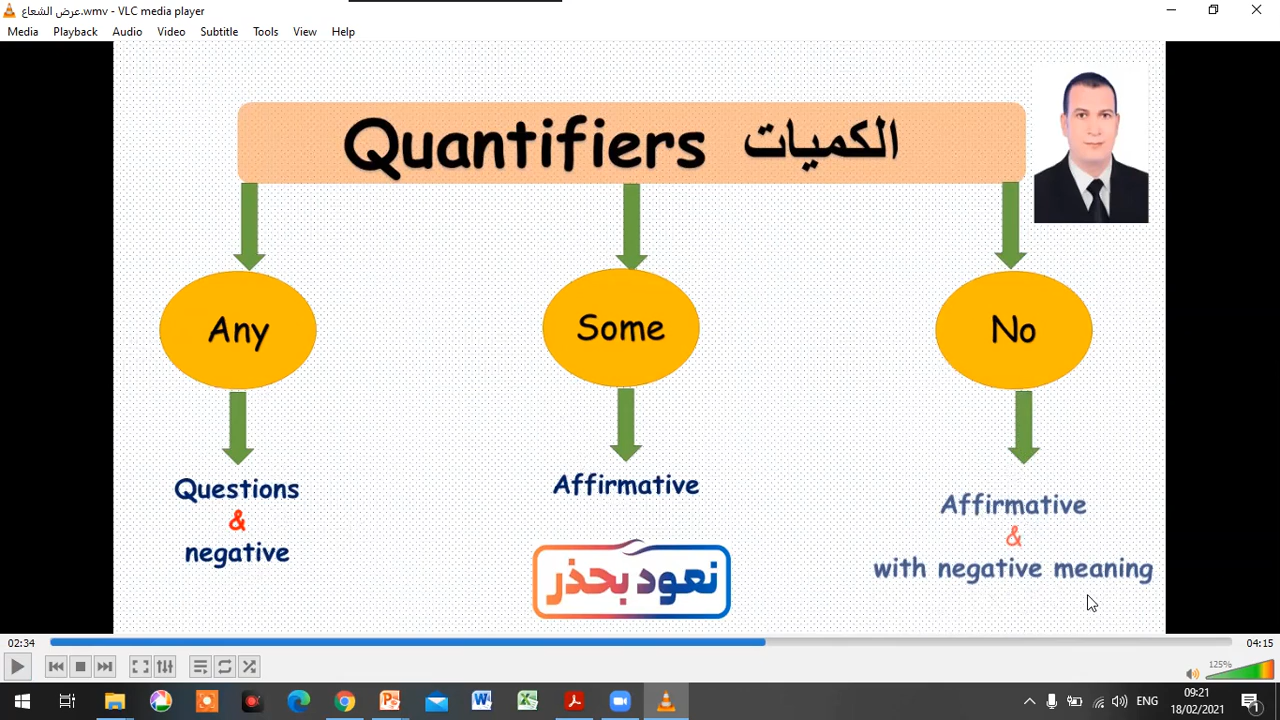 عرض الشعاع.wmv - VLC media player
Media Playback Audio Video Subtitle Tools View Help
Quantifiers الكميات
Any
Some
No
Questions
&
negative
Affirmative
Affirmative
&
with negative meaning
نعود بحذر
02:34
04:15
125%
ENG
09:21
18/02/2021
1